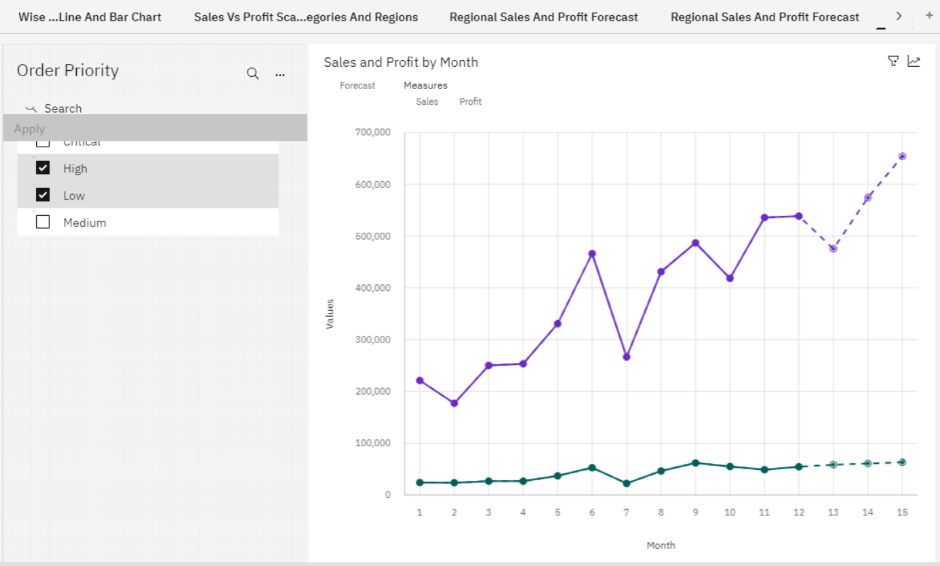 Wise ...Line And Bar Chart
Sales Vs Profit Sca...egories And Regions
Regional Sales And Profit Forecast
Regional Sales And Profit Forecast
Order Priority
Search
Apply
Critical
High
Low
Medium
Sales and Profit by Month
Forecast
Measures
Sales Profit
700,000
600,000
500,000
400,000
300,000
200,000
100,000
0
Values
1 2 3 4 5 6 7 8 9 10 11 12 13 14 15
Month